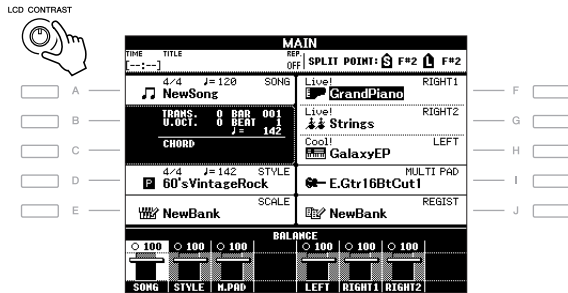 LCD CONTRAST
MAIN
TIME TITLE REP.
[--:--] OFF SPLIT POINT: S F#2 L F#2
4/4 ♩=120 SONG
NewSong
Live! RIGHT1
GrandPiano
TRANS. 0 BAR 001
U.OCT. 0 BEAT 1
♩= 142
CHORD
Live! RIGHT2
Strings
Cool! LEFT
GalaxyEP
4/4 ♩=142 STYLE
P 60'sVintageRock
MULTI PAD
E.Gtr16BtCut1
SCALE
NewBank
REGIST
NewBank
A
B
C
D
E
F
G
H
I
J
BALANCE
100 100 100 100 100 100
SONG STYLE M.PAD LEFT RIGHT1 RIGHT2